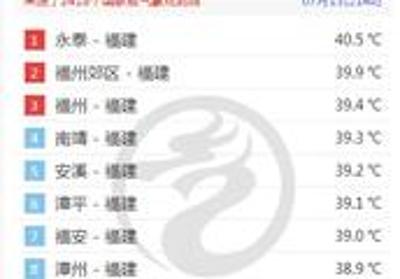 1 永泰 - 福建 40.5℃
2 福州郊区 - 福建 39.9℃
3 福州 - 福建 39.4℃
4 南靖 - 福建 39.3℃
5 安溪 - 福建 39.2℃
6 漳平 - 福建 39.1℃
7 福安 - 福建 39.0℃
8 漳州 - 福建 38.9℃